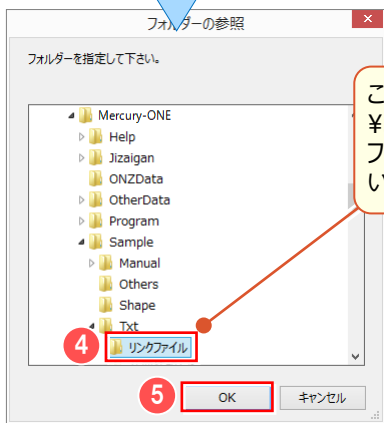 フォルダーの参照
フォルダーを指定して下さい。
Mercury-ONE
Help
Jizaigan
ONZData
OtherData
Program
Sample
Manual
Others
Shape
Txt
リンクファイル
4
5
OK
キャンセル
こ
¥
フ
い